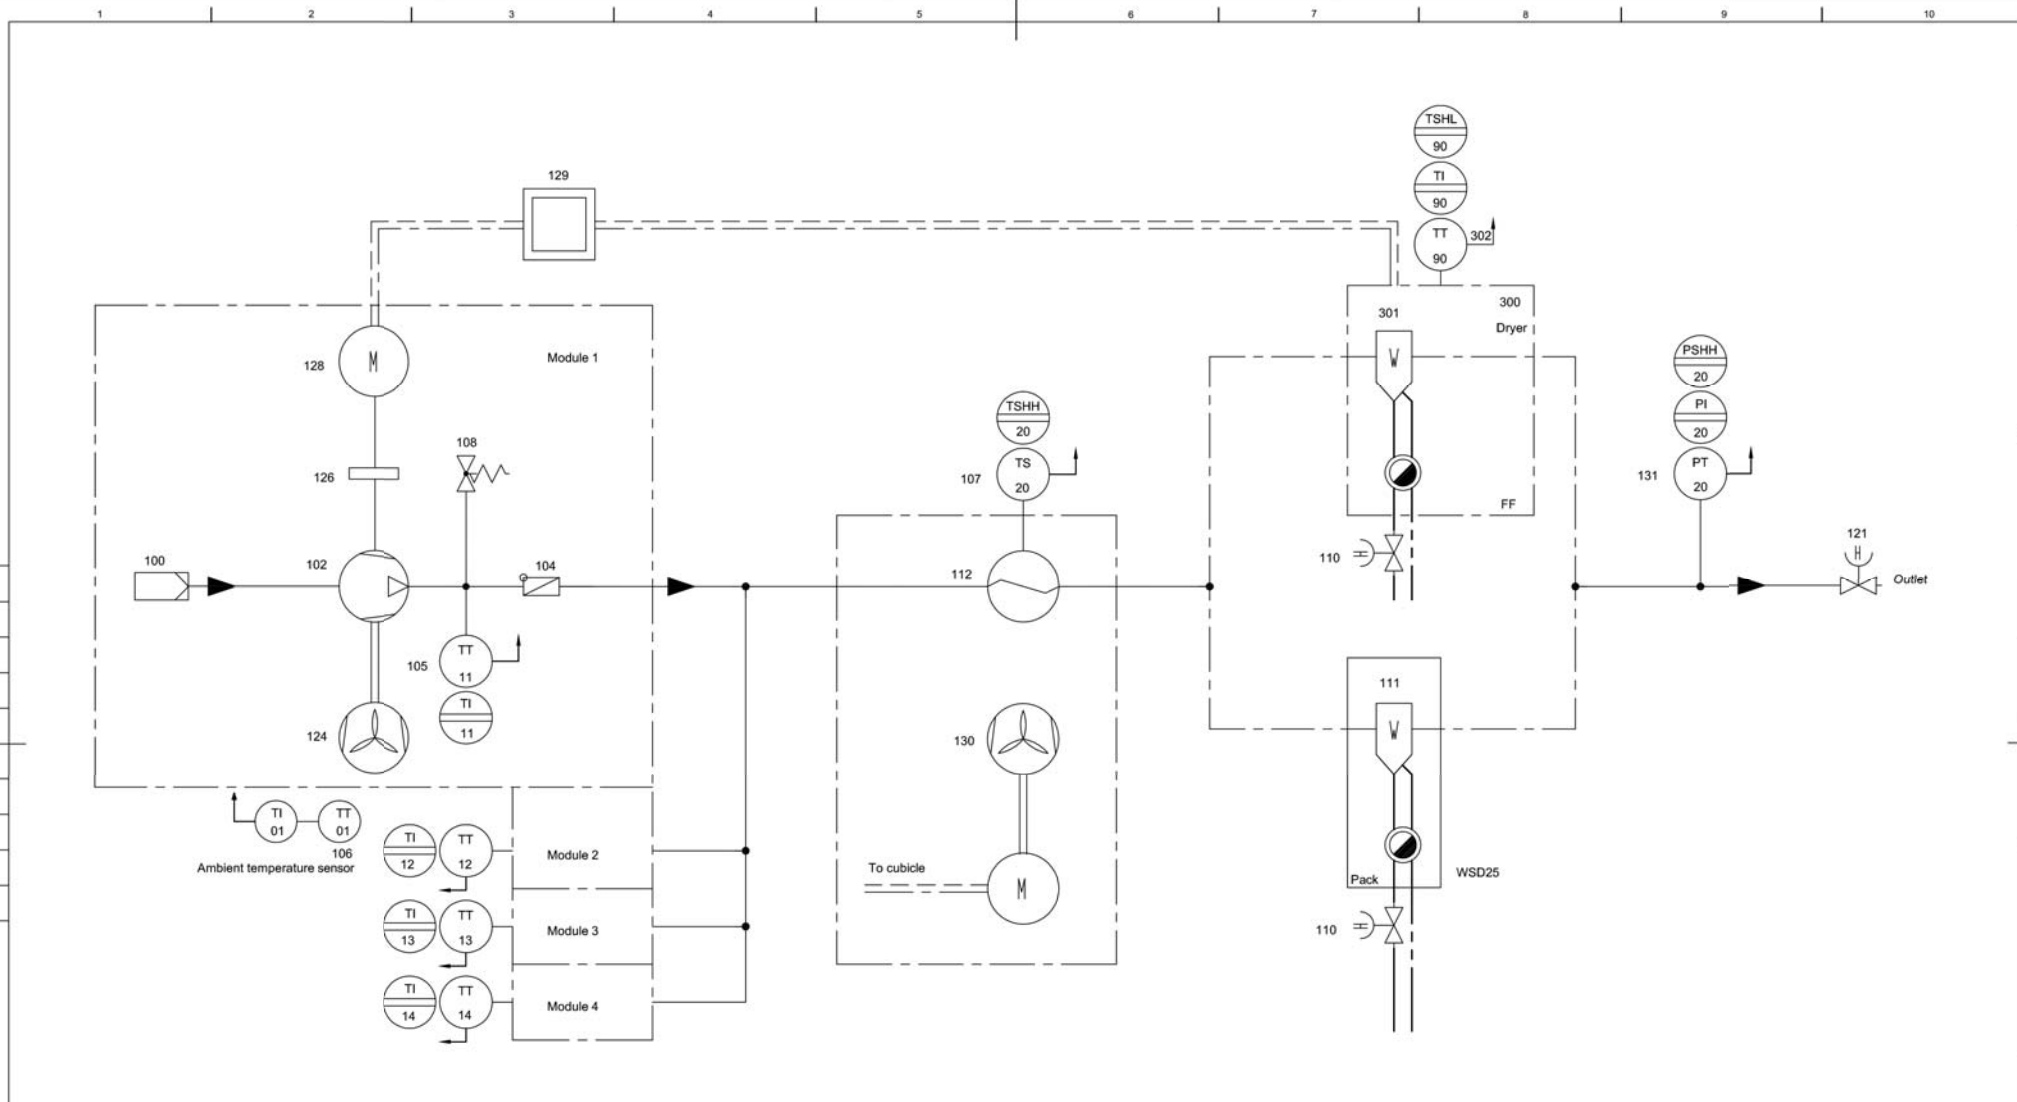 1 2 3 4 5 6 7 8 9 10
TSHL
90
TI
90
TT
90
302
129
300
Dryer
301
W
FF
110
128
M
Module 1
126
108
100
102
104
105
TT
11
TI
11
124
TI
01
TT
01
106
Ambient temperature sensor
TI
12
TT
12
Module 2
TI
13
TT
13
Module 3
TI
14
TT
14
Module 4
TSHH
20
TS
20
107
112
130
To cubicle
M
111
W
Pack
WSD25
110
PSHH
20
PI
20
PT
20
131
121
H
Outlet